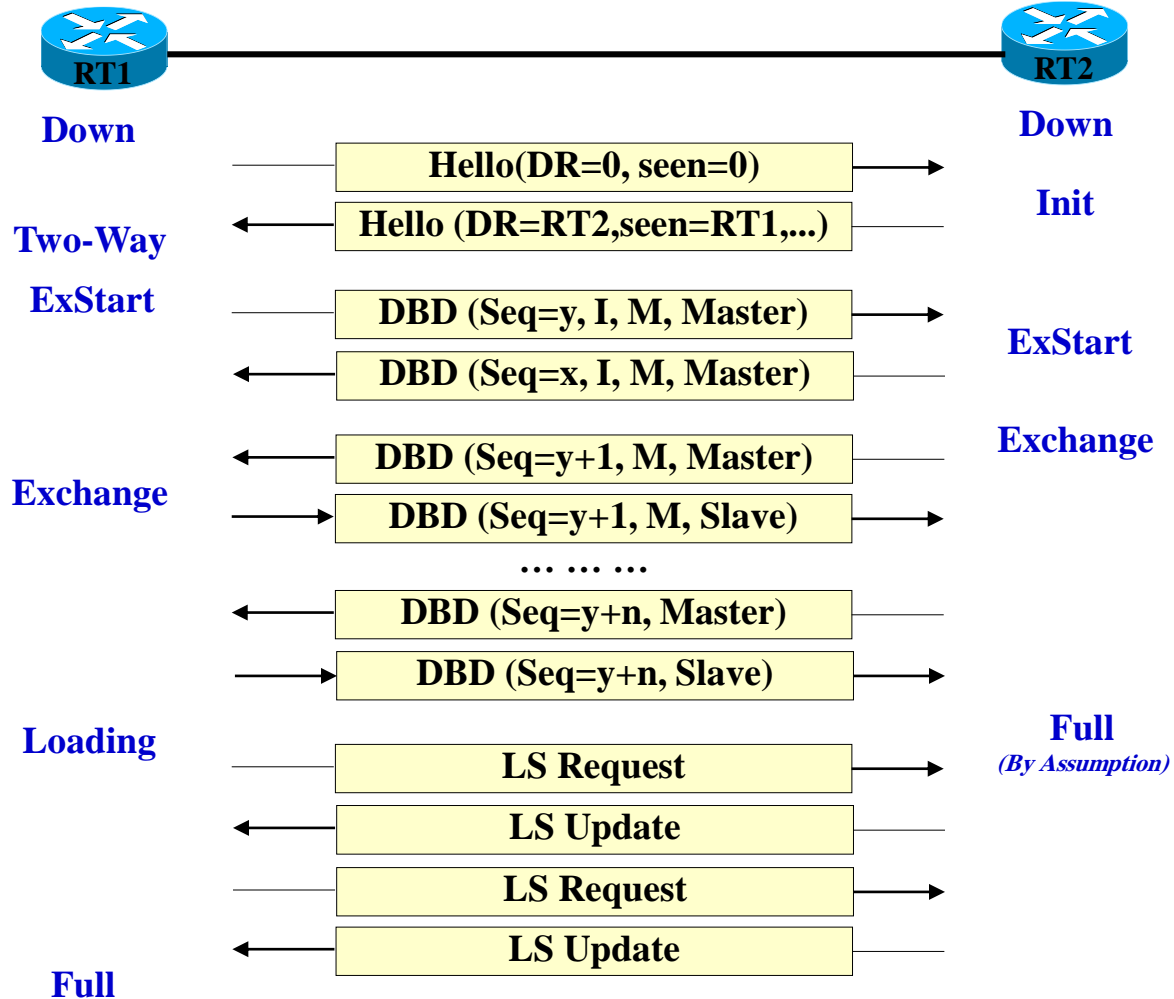 RT1
RT2
Down
Down
Hello(DR=0, seen=0)
Init
Hello (DR=RT2,seen=RT1,...)
Two-Way
ExStart
DBD (Seq=y, I, M, Master)
ExStart
DBD (Seq=x, I, M, Master)
Exchange
DBD (Seq=y+1, M, Master)
Exchange
DBD (Seq=y+1, M, Slave)
... ... ...
DBD (Seq=y+n, Master)
DBD (Seq=y+n, Slave)
Loading
Full
(By Assumption)
LS Request
LS Update
LS Request
LS Update
Full